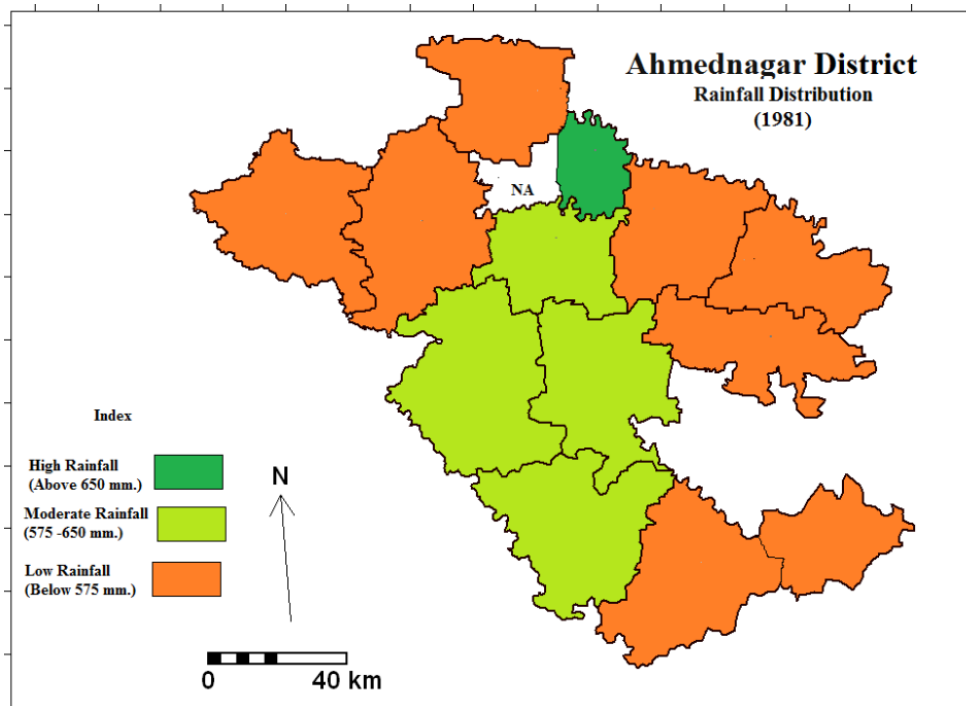 Ahmednagar District
Rainfall Distribution
(1981)
NA
Index
High Rainfall
(Above 650 mm.)
Moderate Rainfall
(575 -650 mm.)
Low Rainfall
(Below 575 mm.)
N
0 40 km